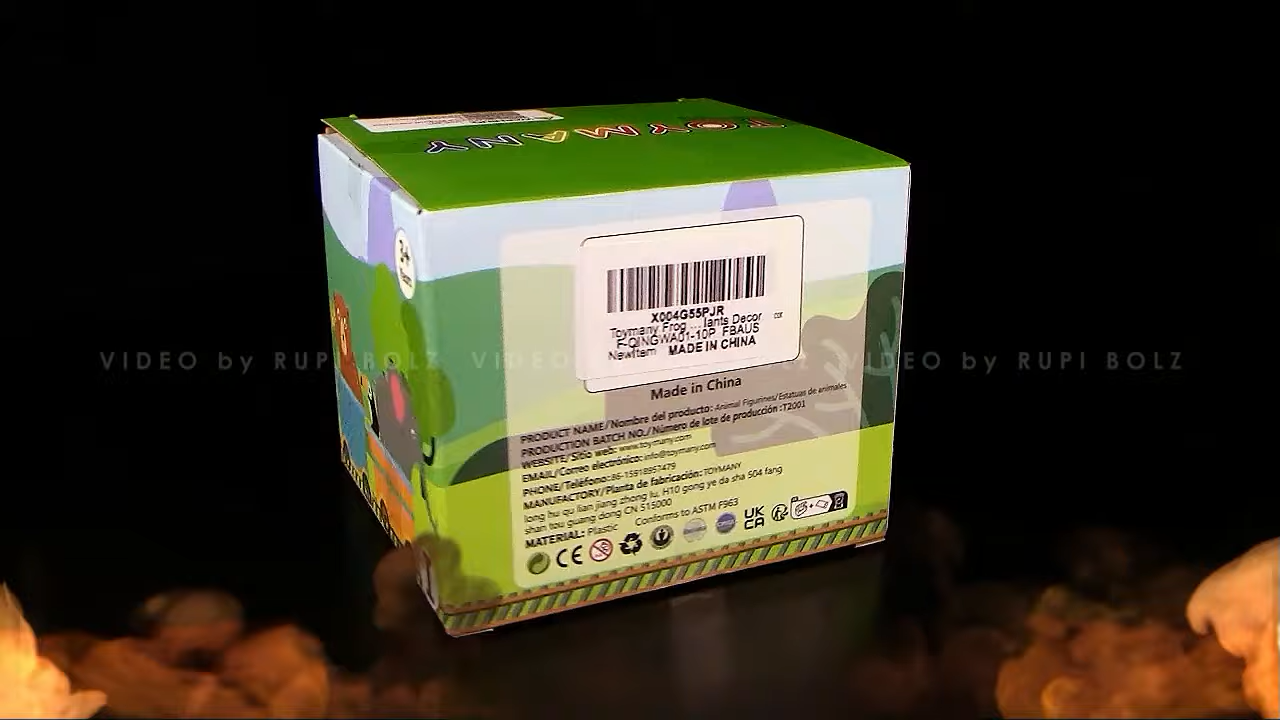 TOYMANY
3+
Years
X004G55PJR
Toymany Frog ...lants Decor
F-QINGWA01-10P FBAUS
NewItem MADE IN CHINA
Made in China
PRODUCT NAME/Nombre del producto: Animal Figurines/Estatuas de animales
PRODUCTION BATCH NO./Número de lote de producción :T2001
WEBSITE/Sitio web: www.toymany.com
EMAIL/Correo electrónico: info@toymany.com
PHONE/Teléfono:86-15918957479
MANUFACTORY/Planta de fabricación: TOYMANY
long hu qu lian jiang zhong lu, H10 gong ye da sha 504 fang
shan tou guang dong CN 515000
Conforms to ASTM F963
MATERIAL: Plastic
CE
UK
CA
VIDEO by RUPI BOLZ VIDEO VIDEO by RUPI BOLZ